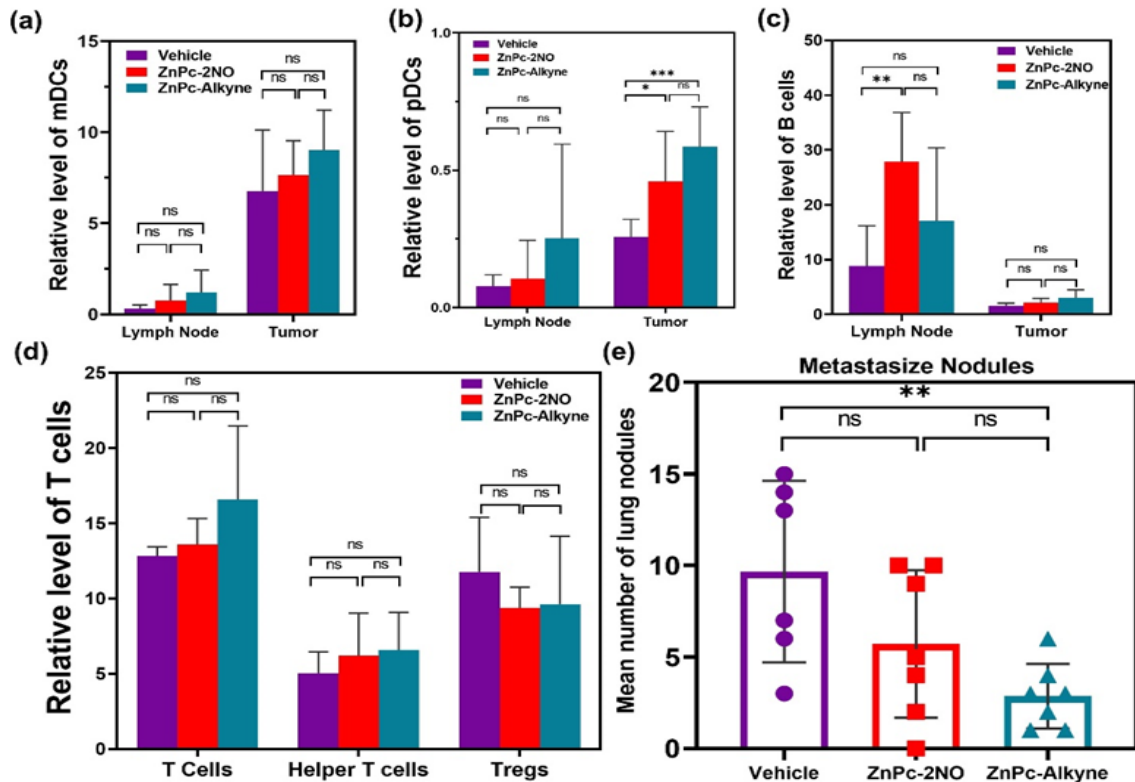 (a)
Relative level of mDCs
15
10
5
0
Vehicle
ZnPc-2NO
ZnPc-Alkyne
ns
ns
ns
ns
ns
ns
Lymph Node
Tumor
(b)
Relative level of pDCs
1.0
0.5
0.0
Vehicle
ZnPc-2NO
ZnPc-Alkyne
ns
ns
ns
***
*
ns
Lymph Node
Tumor
(c)
Relative level of B cells
50
40
30
20
10
0
Vehicle
ZnPc-2NO
ZnPc-Alkyne
ns
**
ns
ns
ns
ns
Lymph Node
Tumor
(d)
Relative level of T cells
25
20
15
10
5
0
Vehicle
ZnPc-2NO
ZnPc-Alkyne
ns
ns
ns
ns
ns
ns
ns
ns
ns
T Cells
Helper T cells
Tregs
(e)
Metastasize Nodules
Mean number of lung nodules
20
15
10
5
0
**
ns
ns
Vehicle
ZnPc-2NO
ZnPc-Alkyne